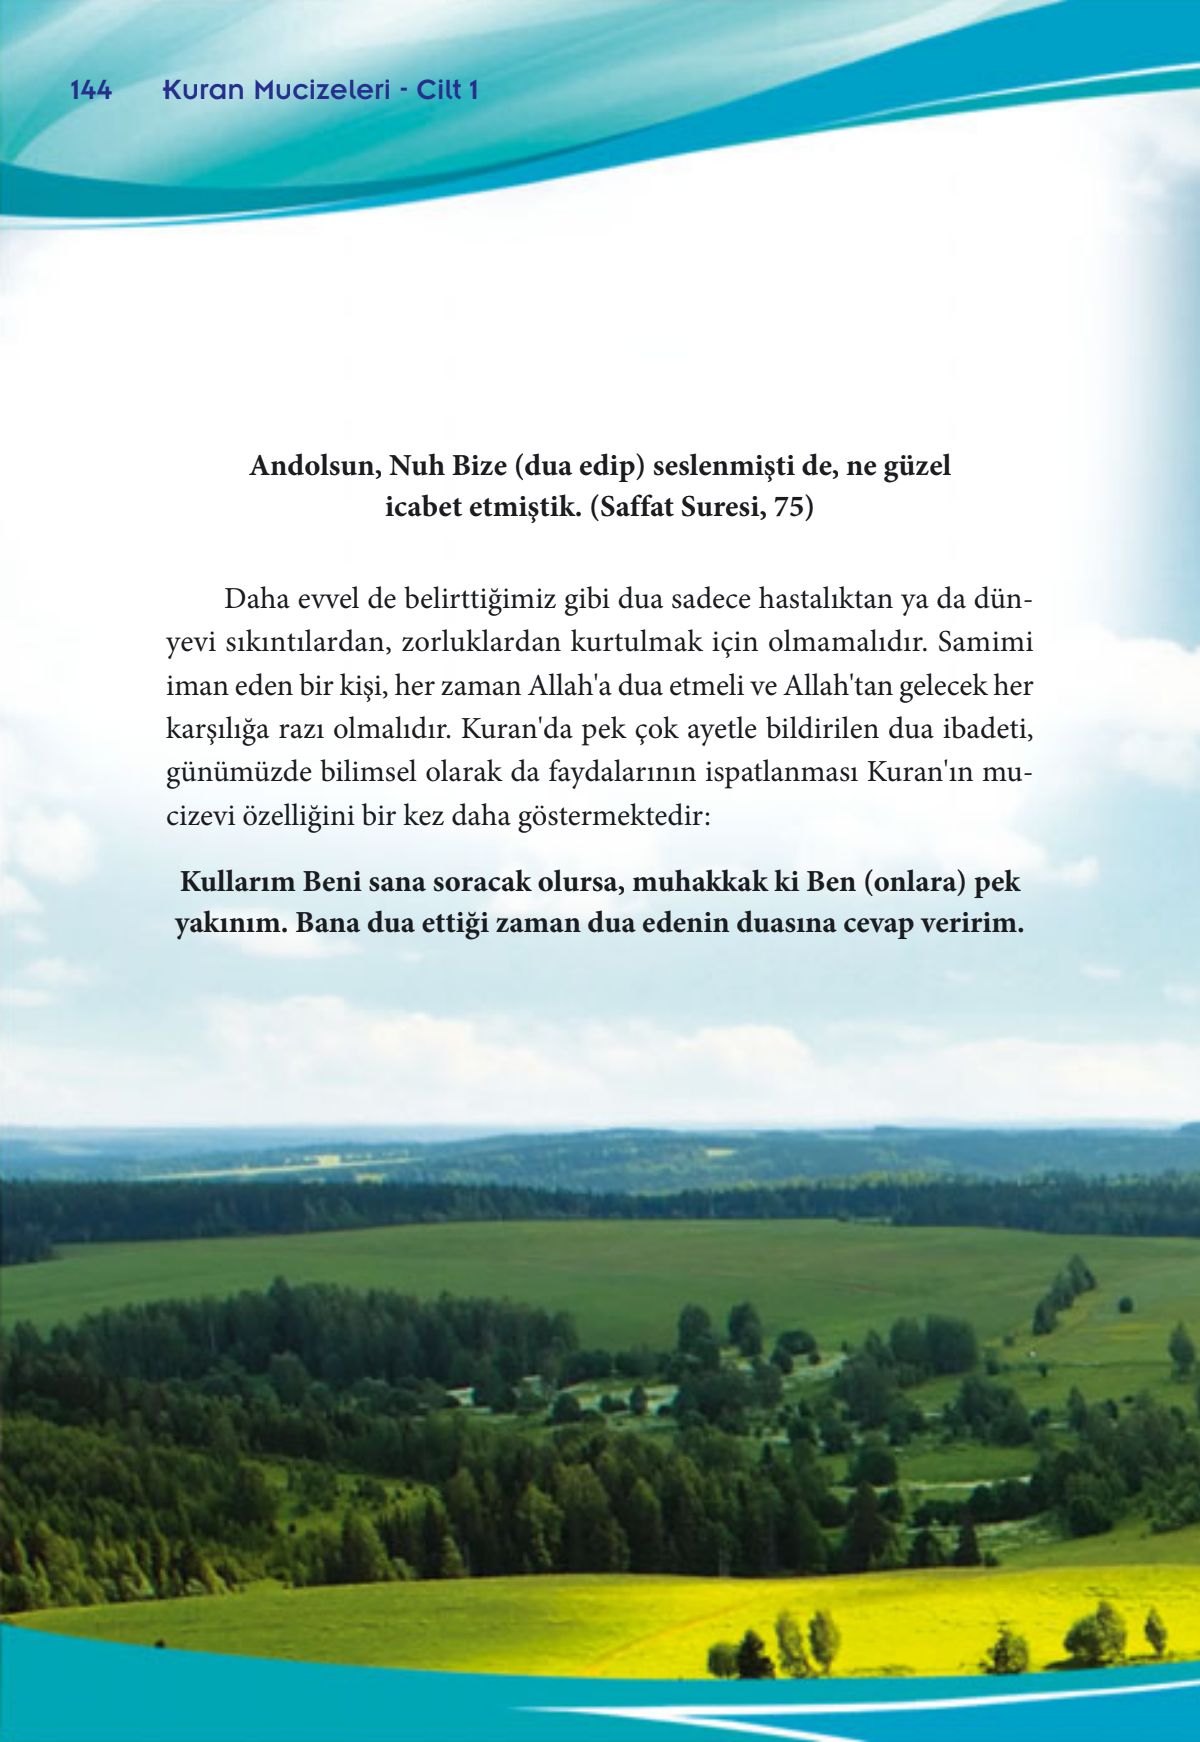 144 Kuran Mucizeleri - Cilt 1
Andolsun, Nuh Bize (dua edip) seslenmişti de, ne güzel
icabet etmiştik. (Saffat Suresi, 75)
Daha evvel de belirttiğimiz gibi dua sadece hastalıktan ya da dün-
yevi sıkıntılardan, zorluklardan kurtulmak için olmamalıdır. Samimi
iman eden bir kişi, her zaman Allah'a dua etmeli ve Allah'tan gelecek her
karşılığa razı olmalıdır. Kuran'da pek çok ayetle bildirilen dua ibadeti,
günümüzde bilimsel olarak da faydalarının ispatlanması Kuran'ın mu-
cizevi özelliğini bir kez daha göstermektedir:
Kullarım Beni sana soracak olursa, muhakkak ki Ben (onlara) pek
yakınım. Bana dua ettiği zaman dua edenin duasına cevap veririm.